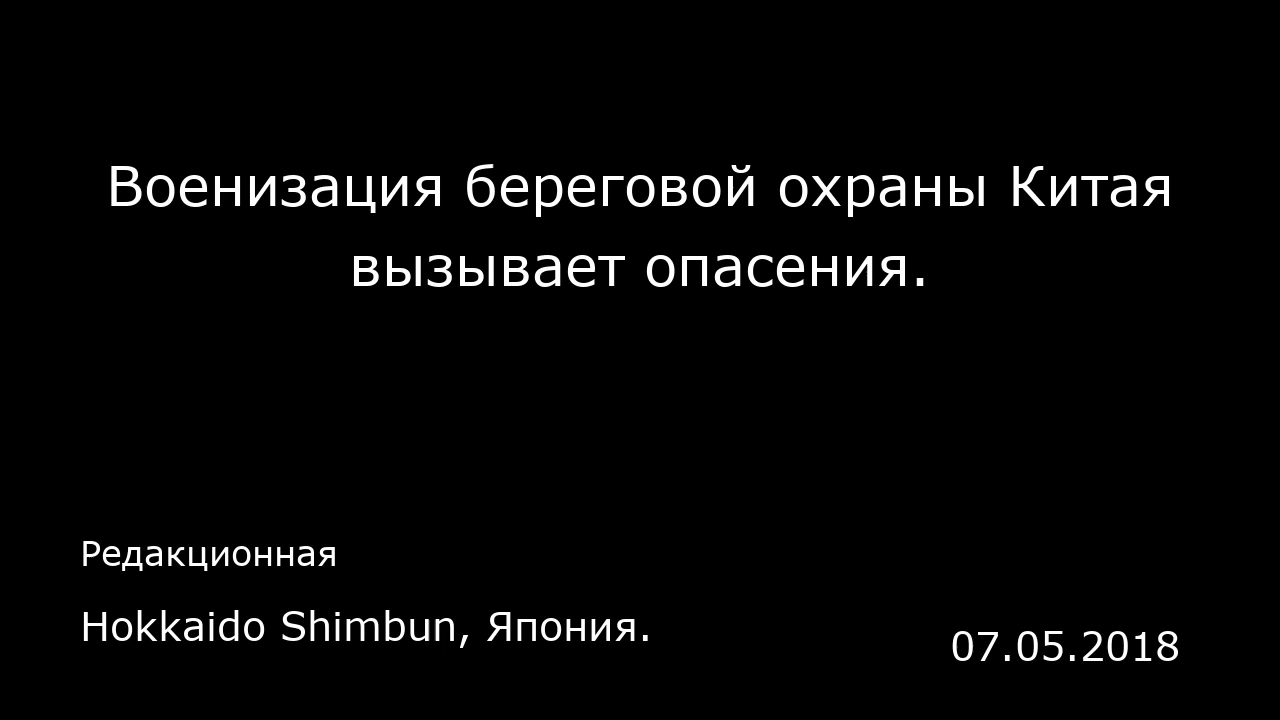 Военизация береговой охраны Китая
вызывает опасения.
Редакционная
Hokkaido Shimbun, Япония.
07.05.2018